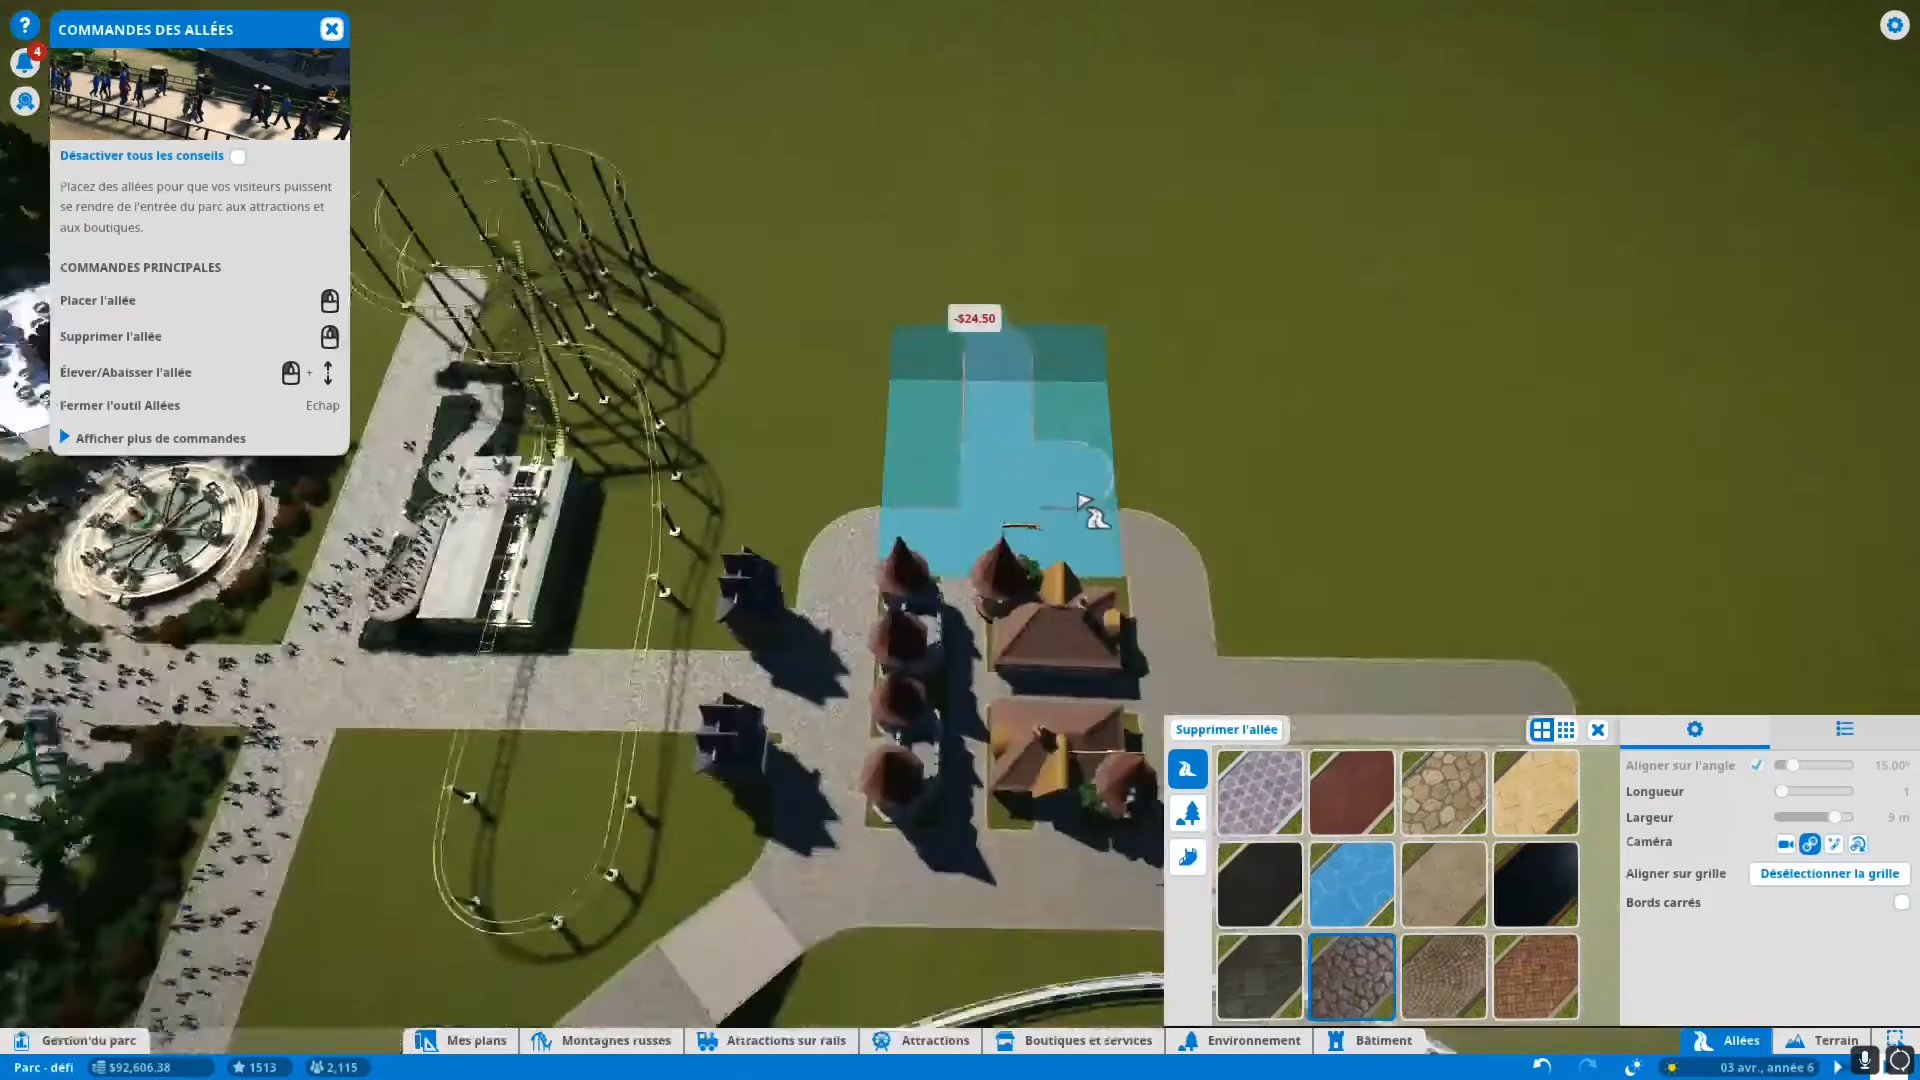 ?
COMMANDES DES ALLÉES
4
Désactiver tous les conseils
Placez des allées pour que vos visiteurs puissent
se rendre de l'entrée du parc aux attractions et
aux boutiques.
COMMANDES PRINCIPALES
Placer l'allée
Supprimer l'allée
Élever/Abaisser l'allée
+
Fermer l'outil Allées
Echap
Afficher plus de commandes
-$24.50
Supprimer l'allée
Aligner sur l'angle
15.00°
Longueur
1
Largeur
9 m
Caméra
Aligner sur grille
Désélectionner la grille
Bords carrés
Gestion du parc
Mes plans
Montagnes russes
Attractions sur rails
Attractions
Boutiques et services
Environnement
Bâtiment
Allées
Terrain
Parc - défi
$92,606.38
1513
2,115
03 avr., année 6